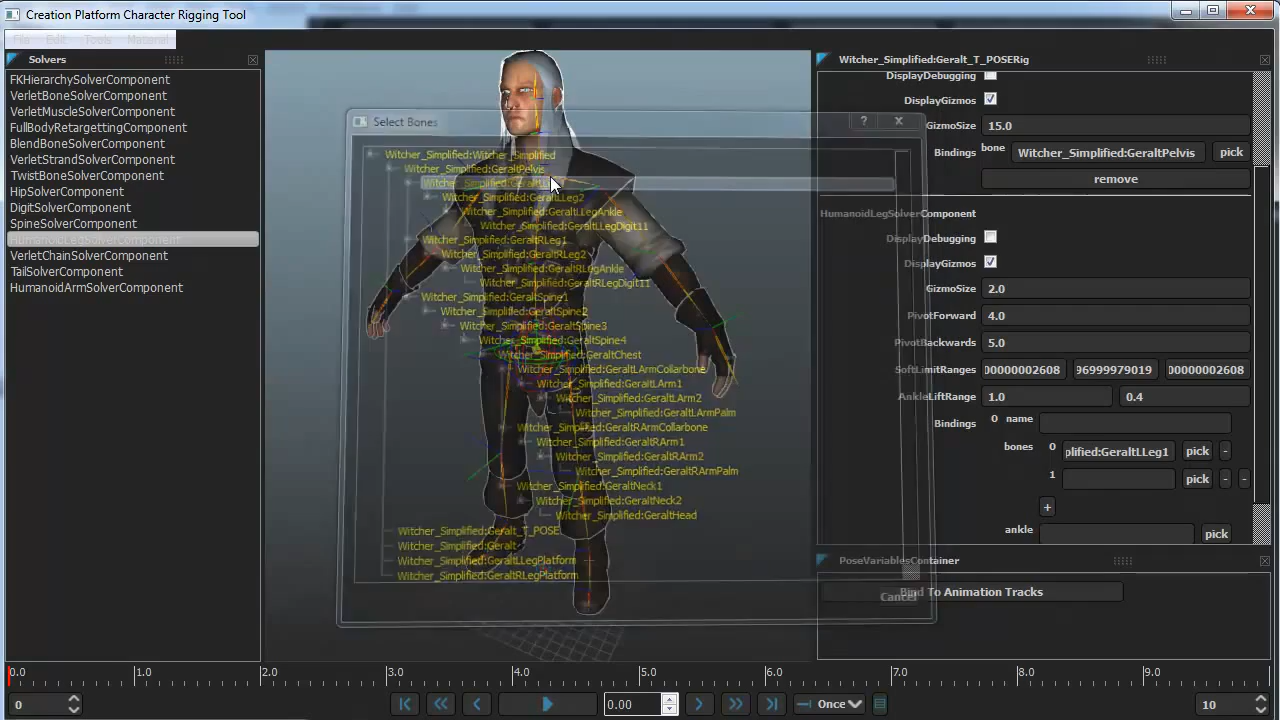 Creation Platform Character Rigging Tool
File Edit Tools Material
Solvers
FKHierarchySolverComponent
VerletBoneSolverComponent
VerletMuscleSolverComponent
FullBodyRetargettingComponent
BlendBoneSolverComponent
VerletStrandSolverComponent
TwistBoneSolverComponent
HipSolverComponent
DigitSolverComponent
SpineSolverComponent
HumanoidLegSolverComponent
VerletChainSolverComponent
TailSolverComponent
HumanoidArmSolverComponent
Select Bones
?
Witcher_Simplified:Witcher_Simplified
Witcher_Simplified:GeraltPelvis
Witcher_Simplified:GeraltLLeg2
Witcher_Simplified:GeraltLLegAnkle
Witcher_Simplified:GeraltLLegDigit11
Witcher_Simplified:GeraltRLeg1
Witcher_Simplified:GeraltRLeg2
Witcher_Simplified:GeraltRLegAnkle
Witcher_Simplified:GeraltRLegDigit11
Witcher_Simplified:GeraltSpine1
Witcher_Simplified:GeraltSpine2
Witcher_Simplified:GeraltSpine3
Witcher_Simplified:GeraltSpine4
Witcher_Simplified:GeraltChest
Witcher_Simplified:GeraltLArmCollarbone
Witcher_Simplified:GeraltLArm1
Witcher_Simplified:GeraltLArm2
Witcher_Simplified:GeraltLArmPalm
Witcher_Simplified:GeraltRArmCollarbone
Witcher_Simplified:GeraltRArm1
Witcher_Simplified:GeraltRArm2
Witcher_Simplified:GeraltRArmPalm
Witcher_Simplified:GeraltNeck1
Witcher_Simplified:GeraltNeck2
Witcher_Simplified:GeraltHead
Witcher_Simplified:Geralt_T_POSE
Witcher_Simplified:Geralt
Witcher_Simplified:GeraltLLegPlatform
Witcher_Simplified:GeraltRLegPlatform
Cancel
Witcher_Simplified:Geralt_T_POSERig
DisplayDebugging
DisplayGizmos
GizmoSize 15.0
Bindings bone Witcher_Simplified:GeraltPelvis pick
remove
HumanoidLegSolverComponent
DisplayDebugging
DisplayGizmos
GizmoSize 2.0
PivotForward 4.0
PivotBackwards 5.0
SoftLimitRanges 00000002608 96999979019 00000002608
AnkleLiftRange 1.0 0.4
Bindings 0 name
bones 0 plified:GeraltLLeg1 pick -
1 pick - -
+
ankle pick
PoseVariablesContainer
Bind To Animation Tracks
0.0 2.0 4.0 5.0 6.0 7.0 8.0 9.0
0 0.00 Once 10